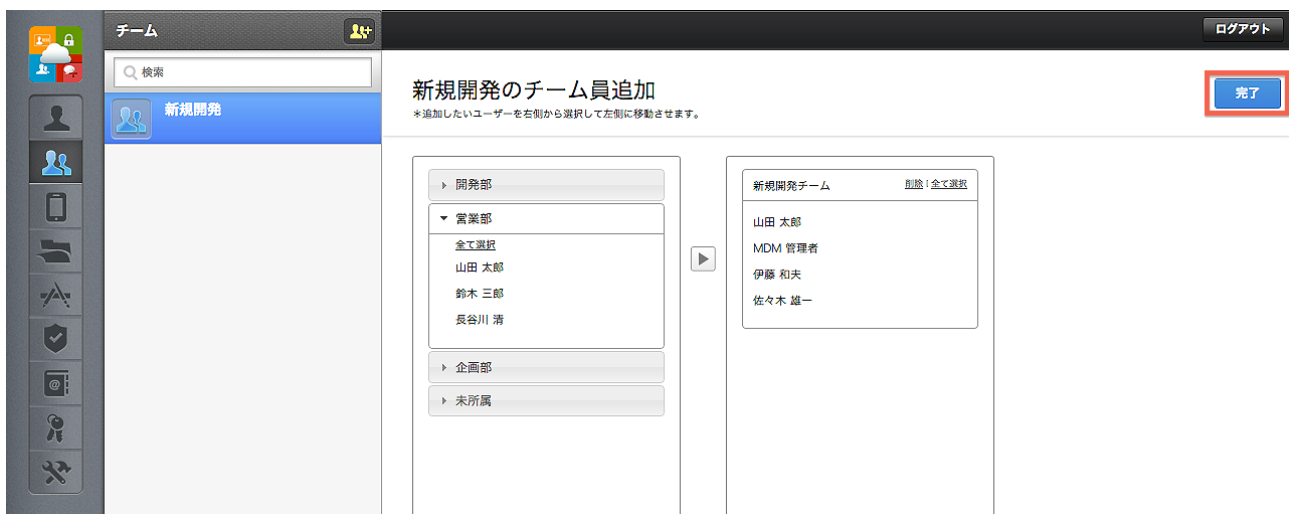 チーム
ログアウト
検索
新規開発
新規開発のチーム員追加
完了
*追加したいユーザーを右側から選択して左側に移動させます。
開発部
営業部
全て選択
山田 太郎
鈴木 三郎
長谷川 清
企画部
未所属
新規開発チーム
削除 | 全て選択
山田 太郎
MDM 管理者
伊藤 和夫
佐々木 雄一